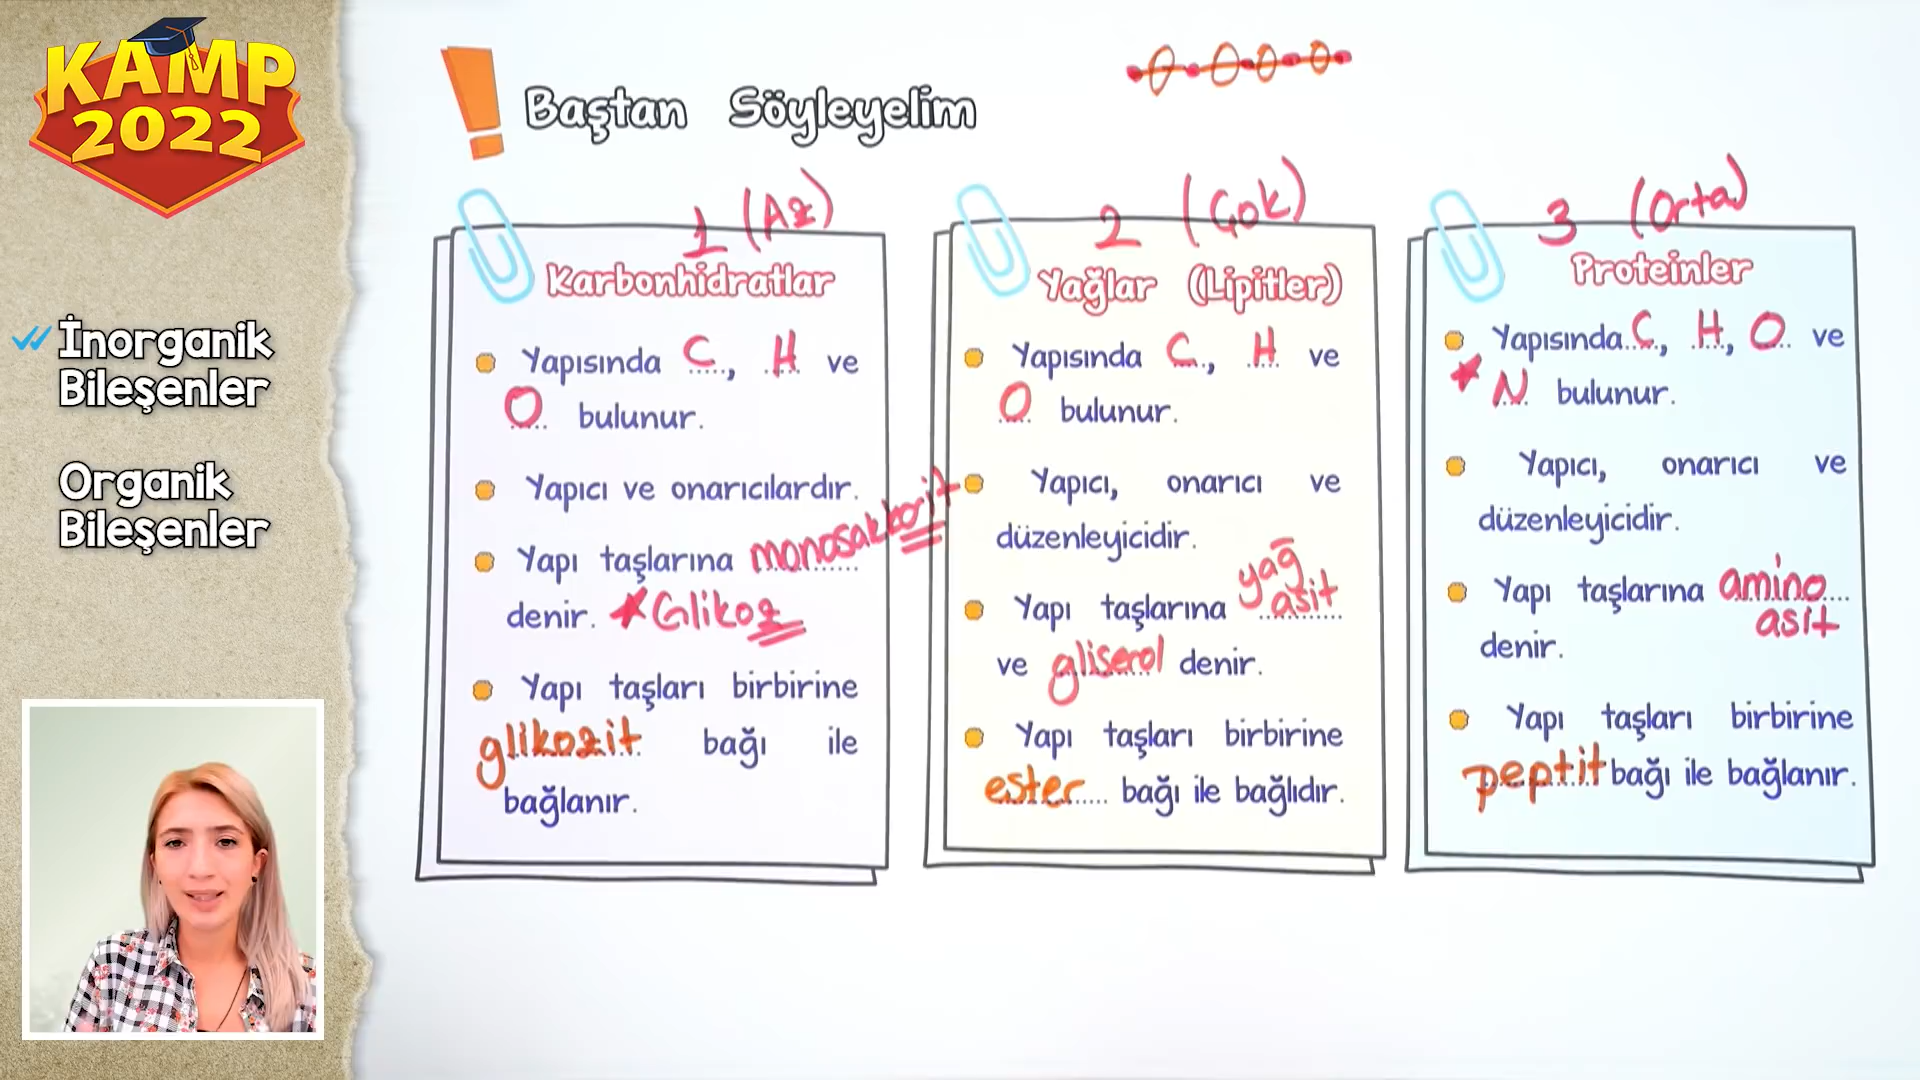 KAMP
2022
İnorganik
Bileşenler
Organik
Bileşenler
! Baştan Söyleyelim
1 (Az)
Karbonhidratlar
Yapısında C, H ve
O bulunur.
Yapıcı ve onarıcılardır.
Yapı taşlarına monosakkorit
denir. Glikoz
Yapı taşları birbirine
glikozit bağı ile
bağlanır.
2 (Çok)
Yağlar (Lipitler)
Yapısında C, H ve
O bulunur.
Yapıcı, onarıcı ve
düzenleyicidir.
Yapı taşlarına yağ asit
ve gliserol denir.
Yapı taşları birbirine
ester bağı ile bağlıdır.
3 (Orta)
Proteinler
Yapısında C, H, O ve
N bulunur.
Yapıcı, onarıcı ve
düzenleyicidir.
Yapı taşlarına amino asit
denir.
Yapı taşları birbirine
peptit bağı ile bağlanır.